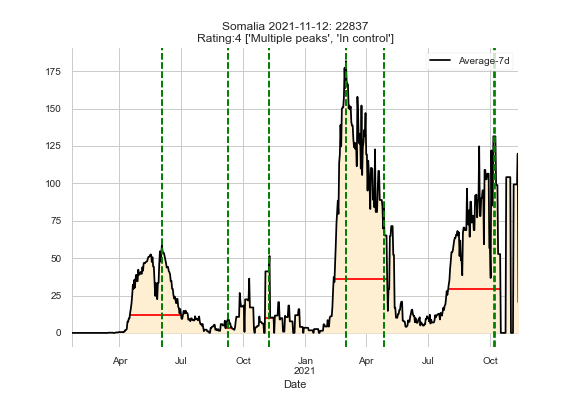 Somalia 2021-11-12: 22837
Rating:4 ['Multiple peaks', 'In control']
Average-7d
175
150
125
100
75
50
25
0
Apr
Jul
Oct
Jan
2021
Apr
Jul
Oct
Date